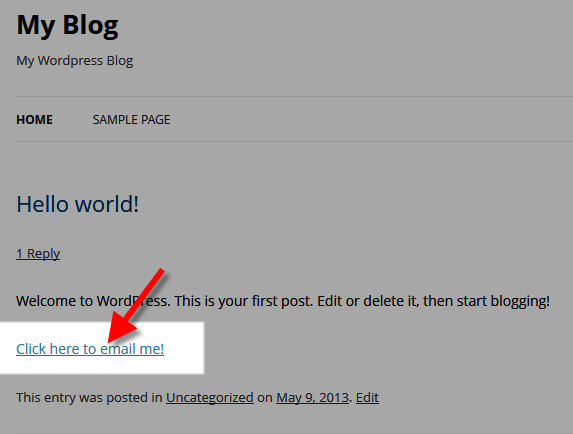 My Blog
My Wordpress Blog
HOME SAMPLE PAGE
Hello world!
1 Reply
Welcome to WordPress. This is your first post. Edit or delete it, then start blogging!
Click here to email me!
This entry was posted in Uncategorized on May 9, 2013. Edit